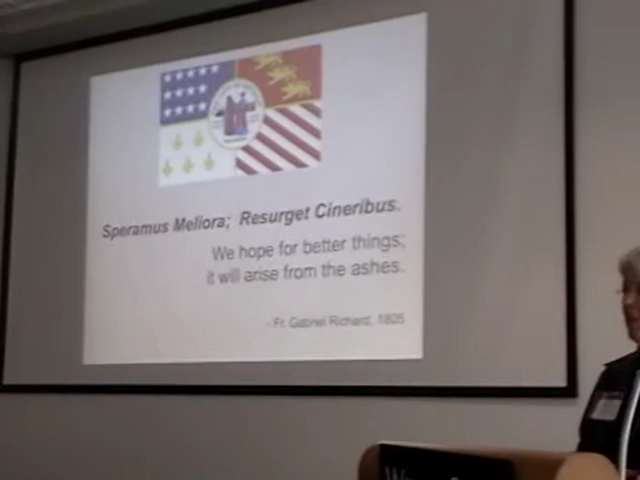 Speramus Meliora; Resurget Cineribus.
We hope for better things;
it will arise from the ashes.
- Fr. Gabriel Richard, 1805